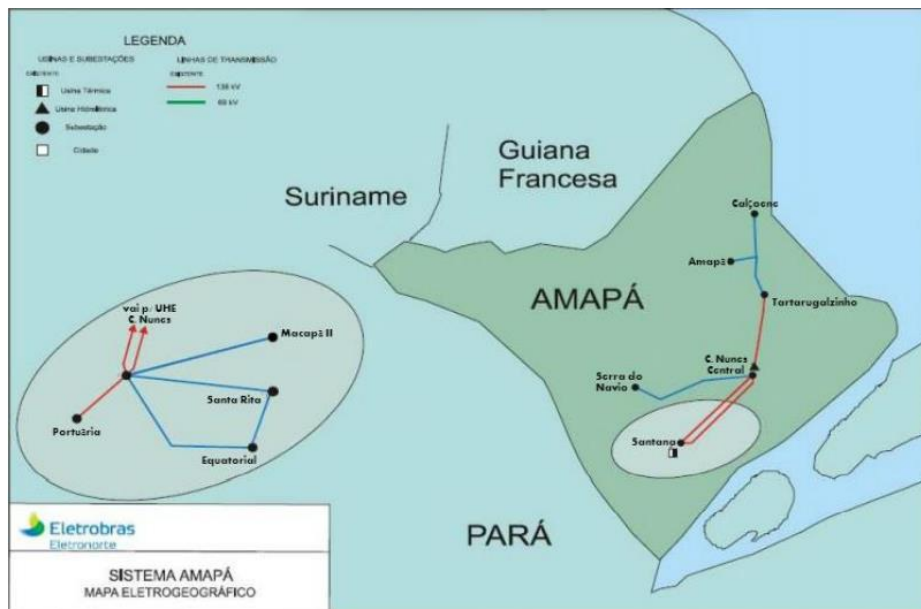 LEGENDA
USINAS E SUBESTAÇÕES
LINHAS DE TRANSMISSÃO
EXISTENTE
EXISTENTE
Usina Térmica
138 kV
Usina Hidrelétrica
69 kV
Subestação
Cidade
Suriname
Guiana
Francesa
Calçoene
Amapá
AMAPÁ
Tartarugalzinho
vai p/ UHE
C. Nunes
Macapá II
C. Nunes
Central
Serra do
Navio
Santa Rita
Portuária
Santana
Equatorial
Eletrobras
Eletronorte
PARÁ
SISTEMA AMAPÁ
MAPA ELETROGEOGRÁFICO